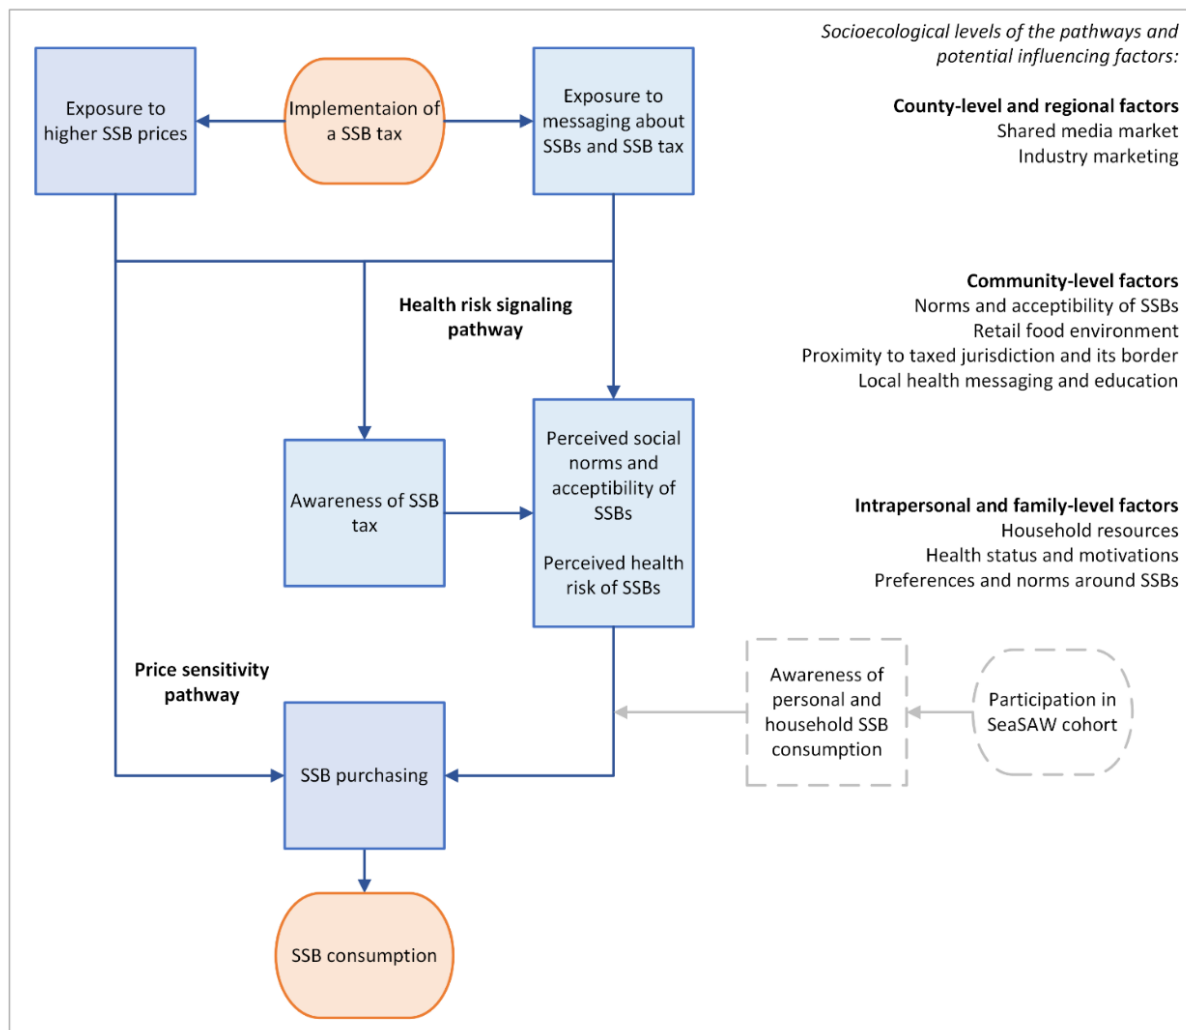 Socioecological levels of the pathways and
potential influencing factors:
Exposure to
higher SSB prices
Implementaion of
a SSB tax
Exposure to
messaging about
SSBs and SSB tax
County-level and regional factors
Shared media market
Industry marketing
Health risk signaling
pathway
Community-level factors
Norms and acceptibility of SSBs
Retail food environment
Proximity to taxed jurisdiction and its border
Local health messaging and education
Awareness of SSB
tax
Perceived social
norms and
acceptibility of
SSBs
Perceived health
risk of SSBs
Intrapersonal and family-level factors
Household resources
Health status and motivations
Preferences and norms around SSBs
Price sensitivity
pathway
SSB purchasing
Awareness of
personal and
household SSB
consumption
Participation in
SeaSAW cohort
SSB consumption